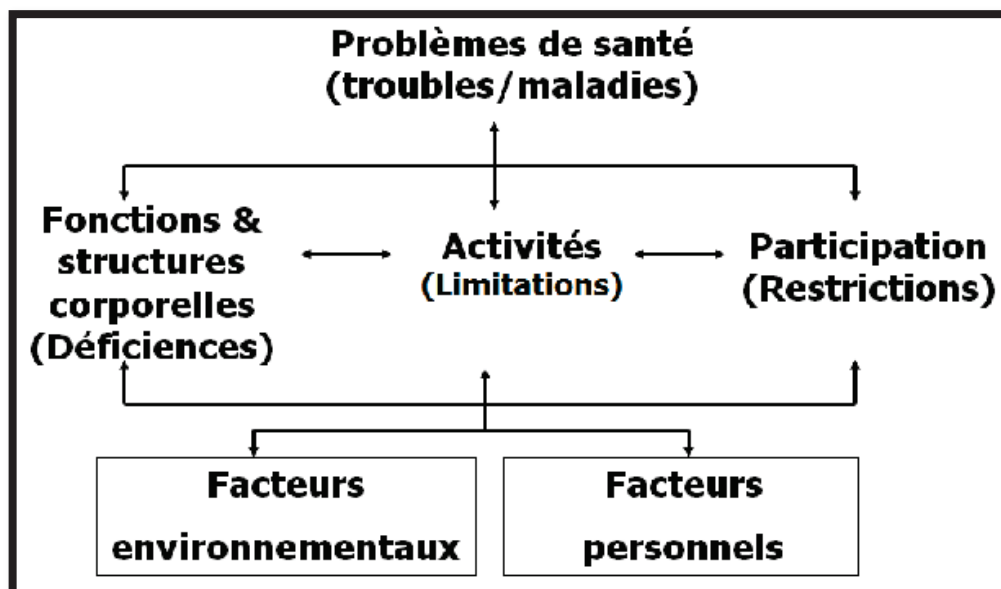 Problèmes de santé
(troubles/maladies)
Fonctions &
structures
corporelles
(Déficiences)
Activités
(Limitations)
Participation
(Restrictions)
Facteurs
environnementaux
Facteurs
personnels